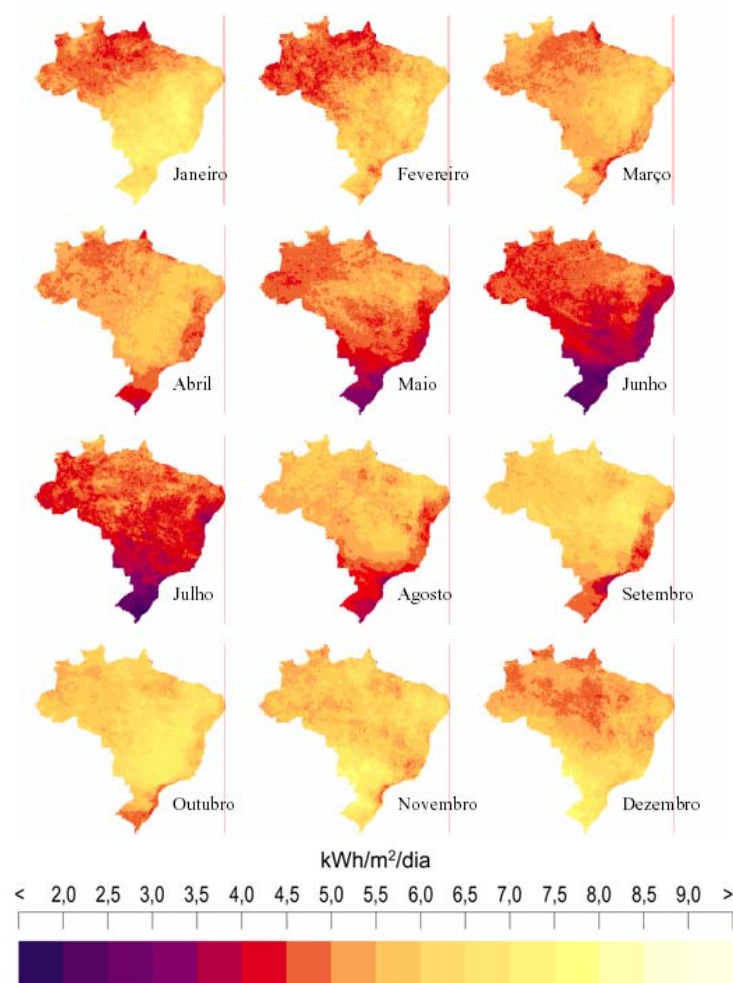 Janeiro Fevereiro Março
Abril Maio Junho
Julho Agosto Setembro
Outubro Novembro Dezembro
kWh/m²/dia
< 2,0 2,5 3,0 3,5 4,0 4,5 5,0 5,5 6,0 6,5 7,0 7,5 8,0 8,5 9,0 >